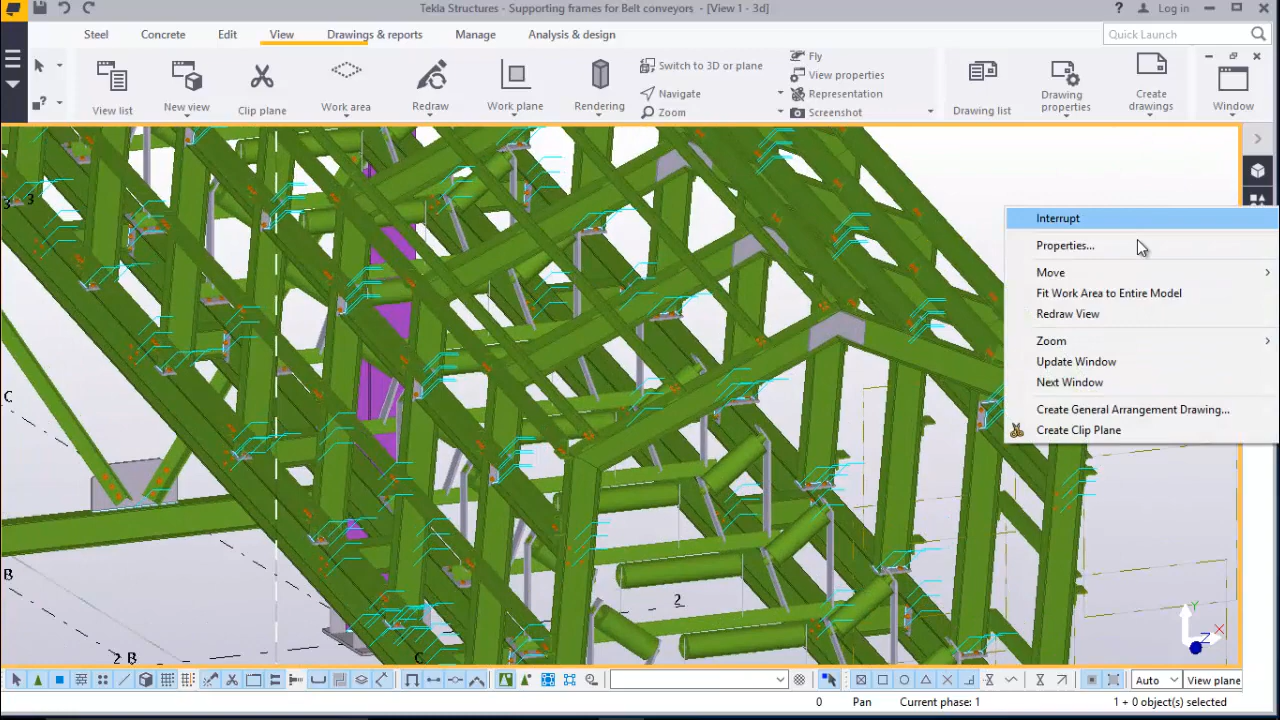 Tekla Structures - Supporting frames for Belt conveyors - [View 1 - 3d]
? Log in
Steel Concrete Edit View Drawings & reports Manage Analysis & design
Quick Launch
View list
New view
Clip plane
Work area
Redraw
Work plane
Rendering
Switch to 3D or plane
Navigate
Zoom
Fly
View properties
Representation
Screenshot
Drawing list
Drawing properties
Create drawings
Window
Interrupt
Properties...
Move
Fit Work Area to Entire Model
Redraw View
Zoom
Update Window
Next Window
Create General Arrangement Drawing...
Create Clip Plane
3 3
C
B
2 B
C
2
Y
X
Z
Auto View plane
0 Pan Current phase: 1 1 + 0 object(s) selected